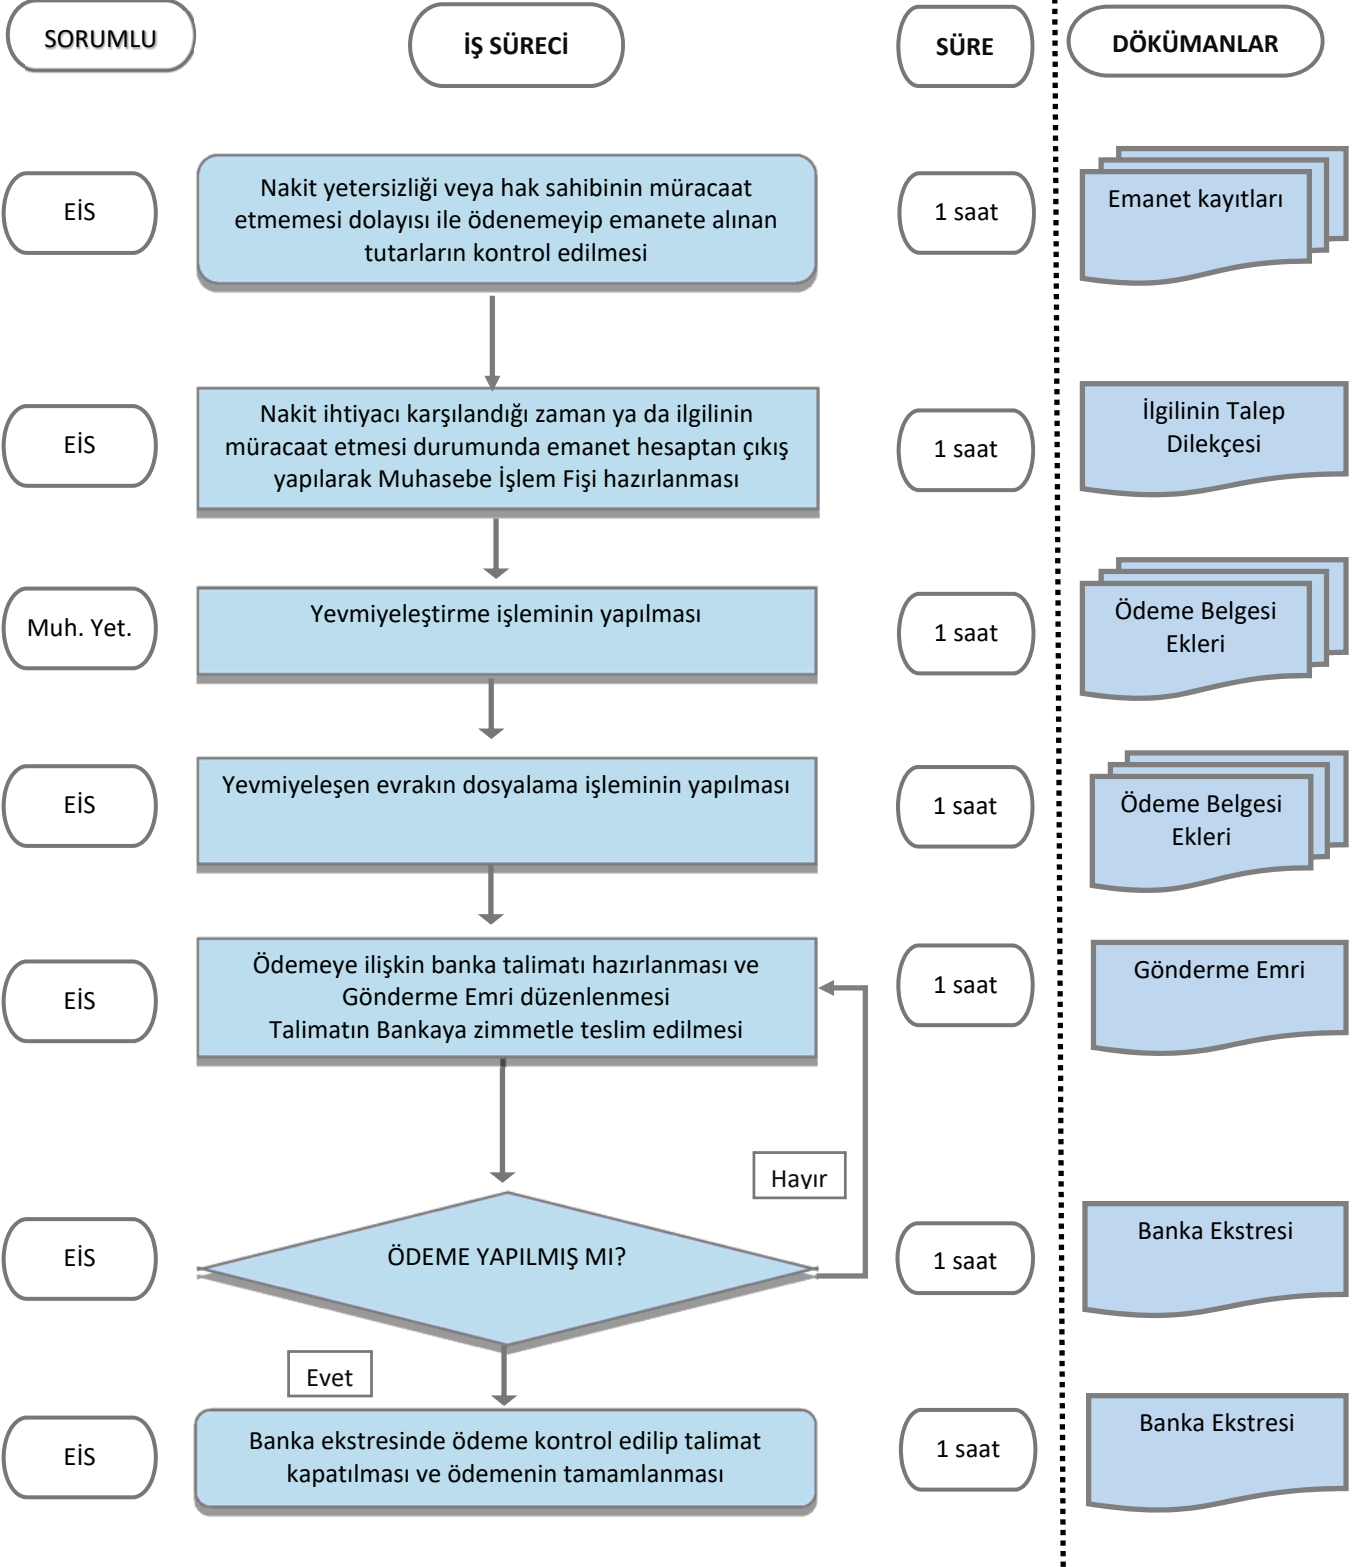 SORUMLU
İŞ SÜRECİ
SÜRE
DÖKÜMANLAR
EİS
Nakit yetersizliği veya hak sahibinin müracaat
etmemesi dolayısı ile ödenemeyip emanete alınan
tutarların kontrol edilmesi
1 saat
Emanet kayıtları
EİS
Nakit ihtiyacı karşılandığı zaman ya da ilgilinin
müracaat etmesi durumunda emanet hesaptan çıkış
yapılarak Muhasebe İşlem Fişi hazırlanması
1 saat
İlgilinin Talep
Dilekçesi
Muh. Yet.
Yevmiyeleştirme işleminin yapılması
1 saat
Ödeme Belgesi
Ekleri
EİS
Yevmiyeleşen evrakın dosyalama işleminin yapılması
1 saat
Ödeme Belgesi
Ekleri
EİS
Ödemeye ilişkin banka talimatı hazırlanması ve
Gönderme Emri düzenlenmesi
Talimatın Bankaya zimmetle teslim edilmesi
1 saat
Gönderme Emri
Hayır
EİS
ÖDEME YAPILMIŞ MI?
1 saat
Banka Ekstresi
Evet
EİS
Banka ekstresinde ödeme kontrol edilip talimat
kapatılması ve ödemenin tamamlanması
1 saat
Banka Ekstresi